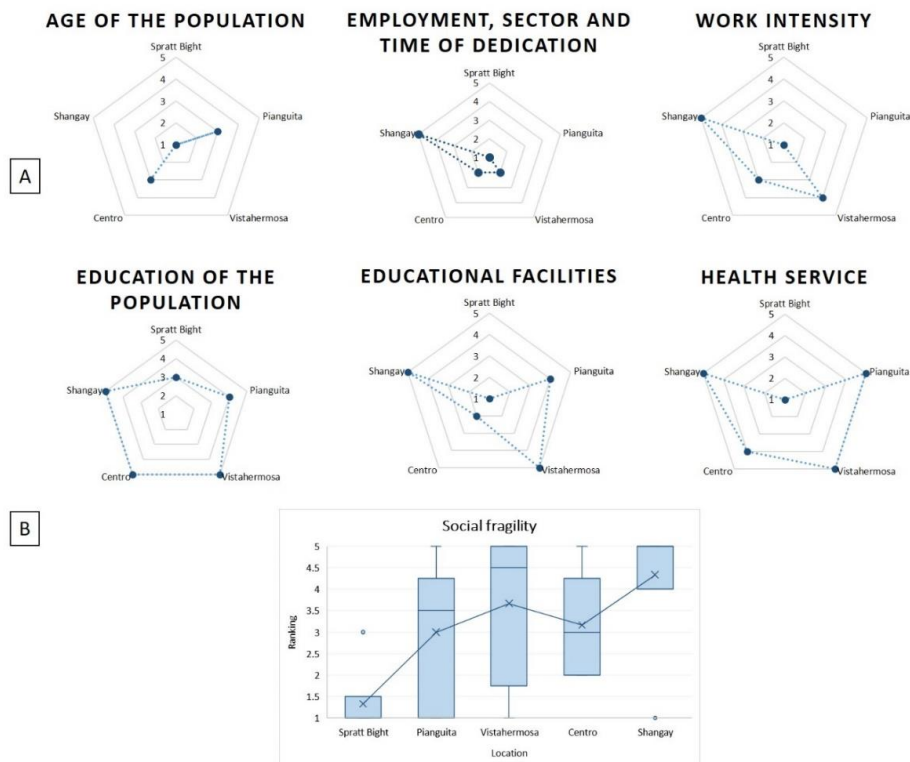 AGE OF THE POPULATION
Spratt Bight
5
4
3
2
1
Shangay
Pianguita
Centro
Vistahermosa
EMPLOYMENT, SECTOR AND
TIME OF DEDICATION
Spratt Bight
5
4
3
2
1
Shangay
Pianguita
Centro
Vistahermosa
WORK INTENSITY
Spratt Bight
5
4
3
2
1
Shangay
Pianguita
Centro
Vistahermosa
A
EDUCATION OF THE
POPULATION
Spratt Bight
5
4
3
2
1
Shangay
Pianguita
Centro
Vistahermosa
EDUCATIONAL FACILITIES
Spratt Bight
5
4
3
2
1
Shangay
Pianguita
Centro
Vistahermosa
HEALTH SERVICE
Spratt Bight
5
4
3
2
1
Shangay
Pianguita
Centro
Vistahermosa
B
Social fragility
5
4.5
4
3.5
3
2.5
2
1.5
1
Ranking
Spratt Bight Pianguita Vistahermosa Centro Shangay
Location